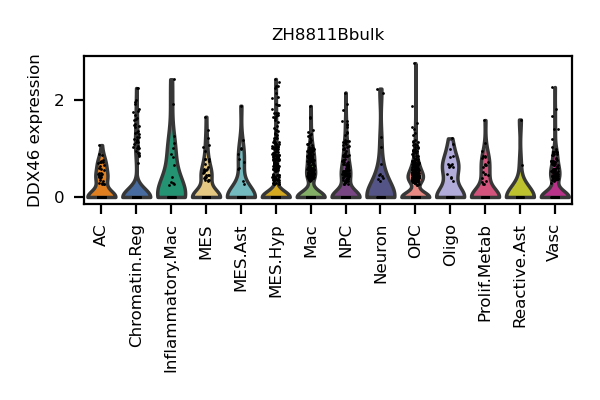 ZH8811Bbulk
DDX46 expression
2
0
AC
Chromatin.Reg
Inflammatory.Mac
MES
MES.Ast
MES.Hyp
Mac
NPC
Neuron
OPC
Oligo
Prolif.Metab
Reactive.Ast
Vasc